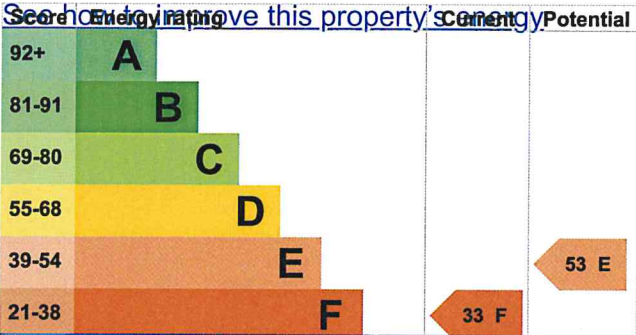 See how to improve this property's energy
Score Energy rating Current Potential
92+ A
81-91 B
69-80 C
55-68 D
39-54 E 53 E
21-38 F 33 F